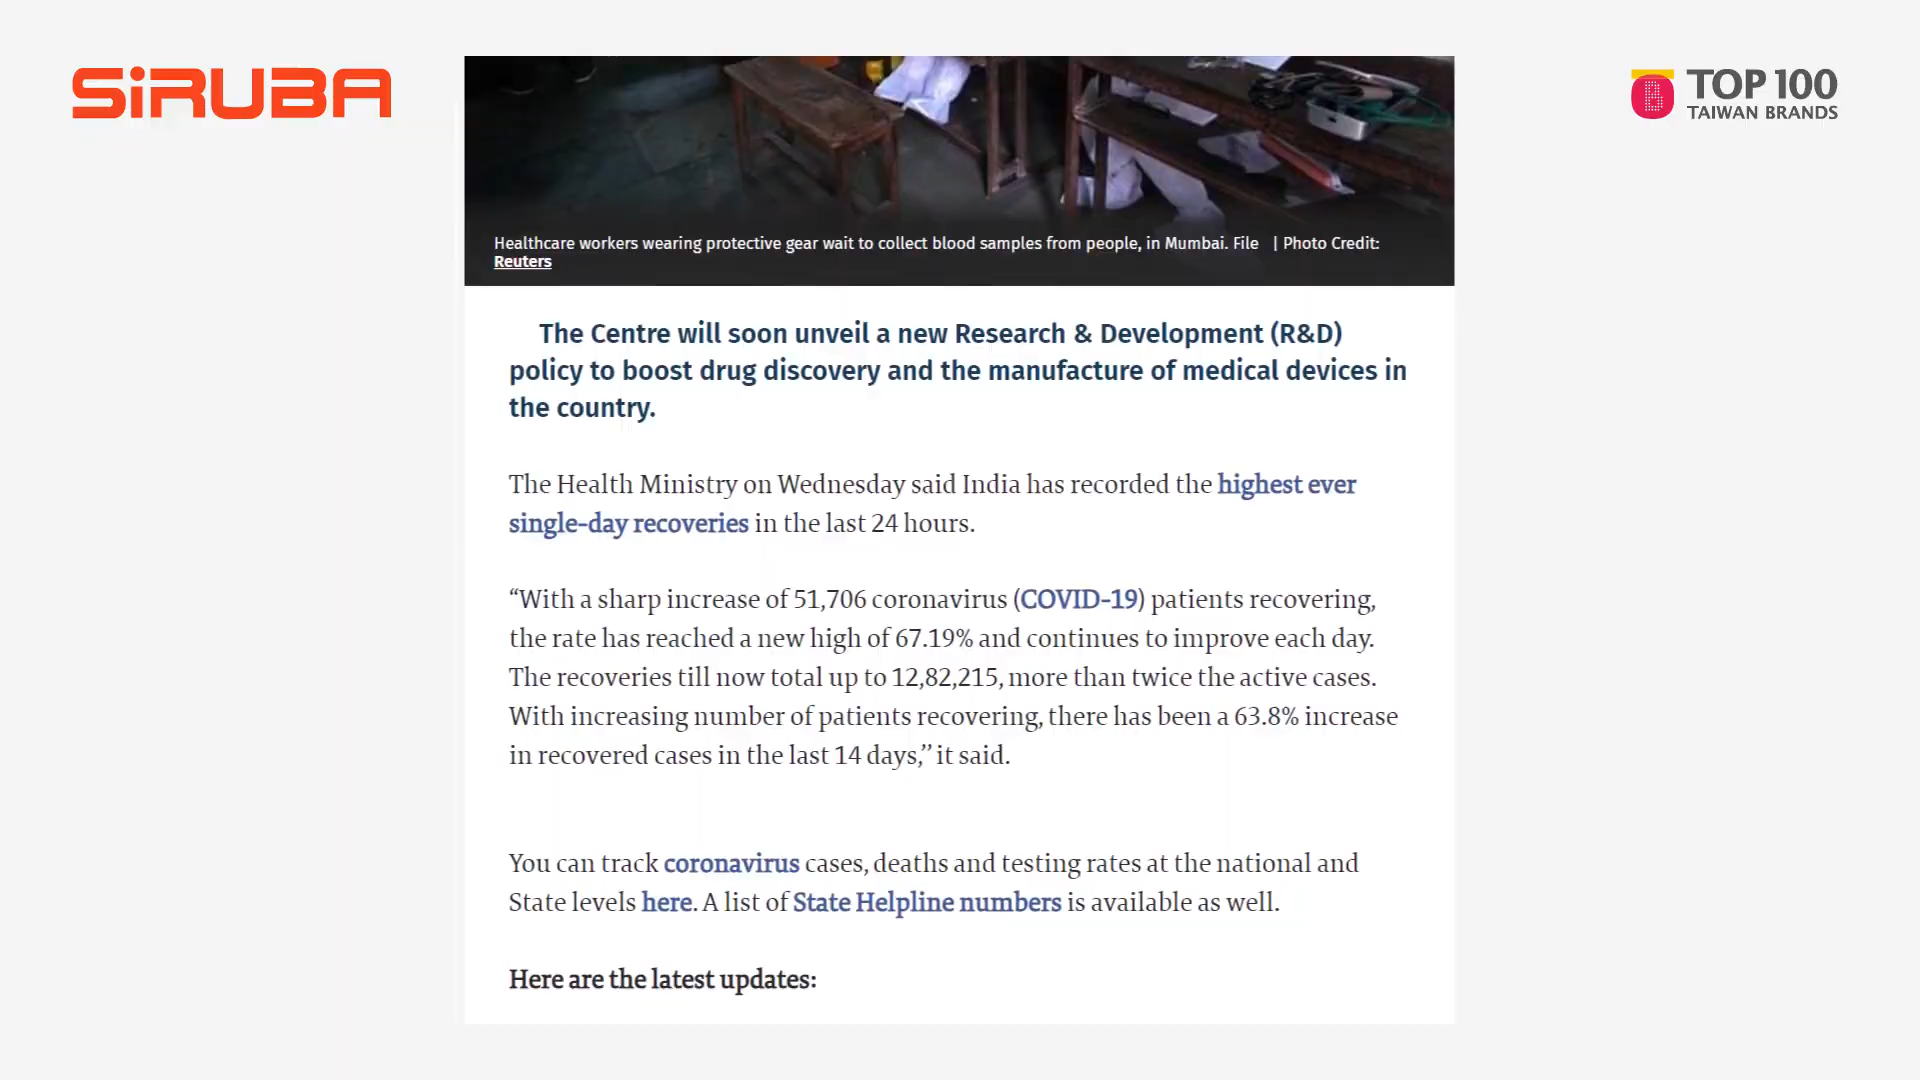 SiRUBA
TOP 100
TAIWAN BRANDS
Healthcare workers wearing protective gear wait to collect blood samples from people, in Mumbai. File | Photo Credit:
Reuters
The Centre will soon unveil a new Research & Development (R&D)
policy to boost drug discovery and the manufacture of medical devices in
the country.
The Health Ministry on Wednesday said India has recorded the highest ever
single-day recoveries in the last 24 hours.
“With a sharp increase of 51,706 coronavirus (COVID-19) patients recovering,
the rate has reached a new high of 67.19% and continues to improve each day.
The recoveries till now total up to 12,82,215, more than twice the active cases.
With increasing number of patients recovering, there has been a 63.8% increase
in recovered cases in the last 14 days,” it said.
You can track coronavirus cases, deaths and testing rates at the national and
State levels here. A list of State Helpline numbers is available as well.
Here are the latest updates: